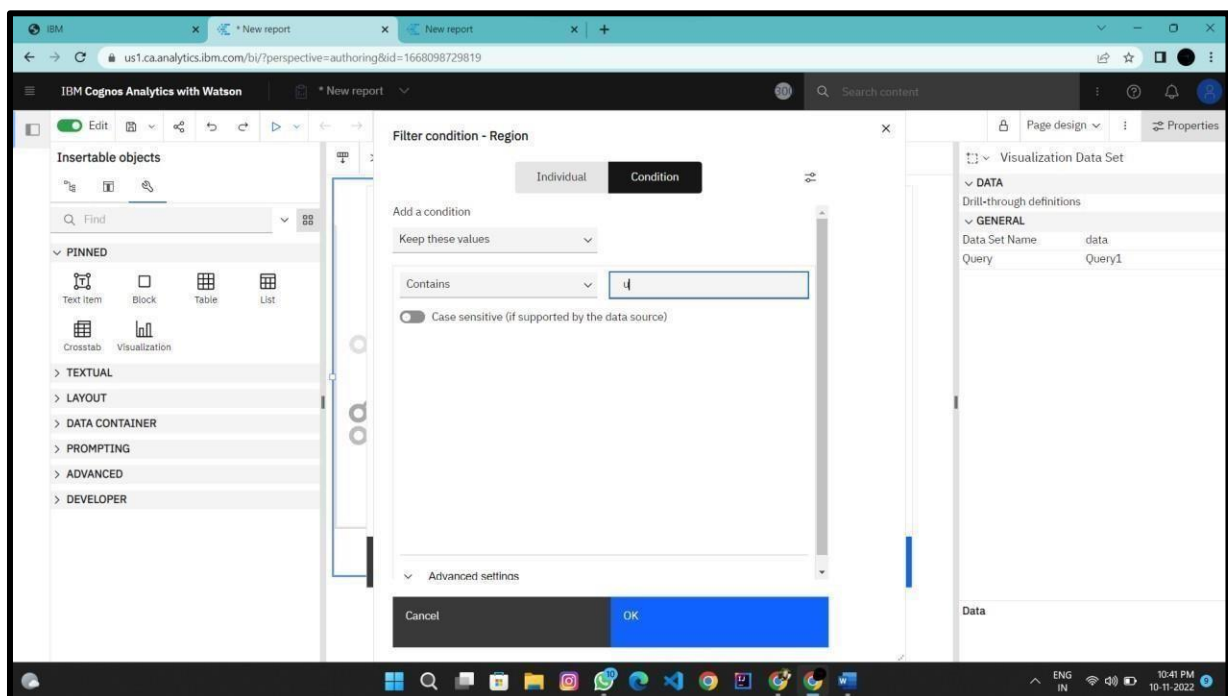 IBM
* New report
New report
us1.ca.analytics.ibm.com/bi/?perspective=authoring&id=1668098729819
IBM Cognos Analytics with Watson
* New report
Search content
Edit
Page design
Properties
Insertable objects
Find
PINNED
Text item
Block
Table
List
Crosstab
Visualization
TEXTUAL
LAYOUT
DATA CONTAINER
PROMPTING
ADVANCED
DEVELOPER
Filter condition - Region
Individual
Condition
Add a condition
Keep these values
Contains
u
Case sensitive (if supported by the data source)
Advanced settings
Cancel
OK
Visualization Data Set
DATA
Drill-through definitions
GENERAL
Data Set Name data
Query Query1
Data
ENG
IN
10:41 PM
10-11-2022
9